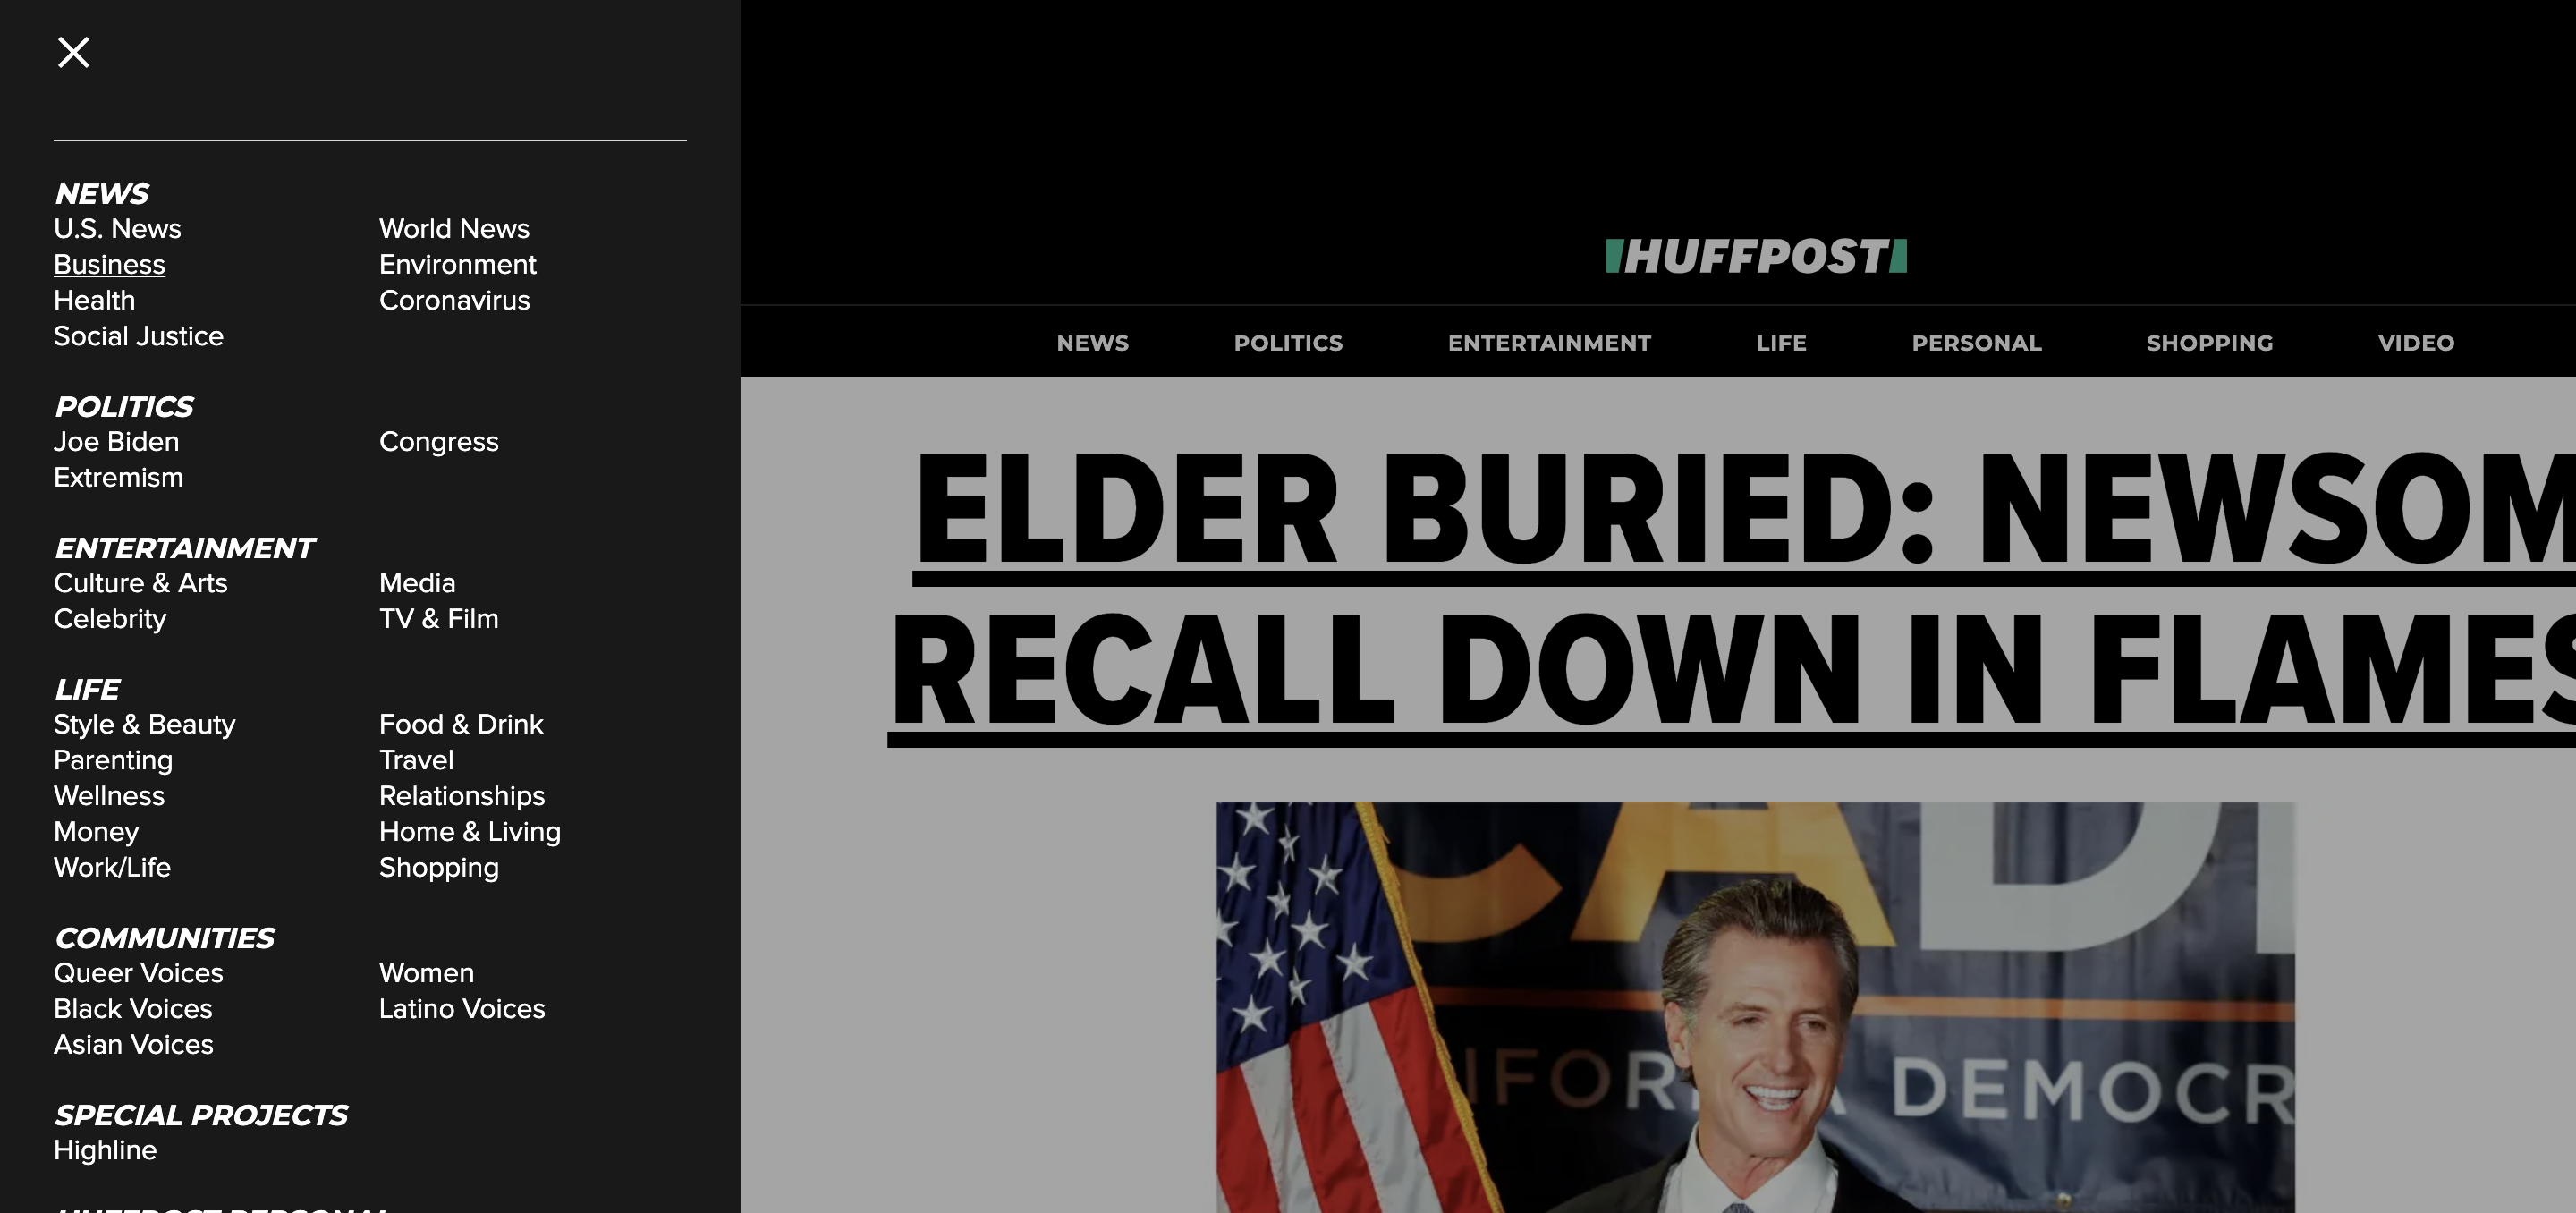 NEWS
U.S. News World News
Business Environment
Health Coronavirus
Social Justice
POLITICS
Joe Biden Congress
Extremism
ENTERTAINMENT
Culture & Arts Media
Celebrity TV & Film
LIFE
Style & Beauty Food & Drink
Parenting Travel
Wellness Relationships
Money Home & Living
Work/Life Shopping
COMMUNITIES
Queer Voices Women
Black Voices Latino Voices
Asian Voices
SPECIAL PROJECTS
Highline
HUFFPOST PERSONAL
HUFFPOST
NEWS POLITICS ENTERTAINMENT LIFE PERSONAL SHOPPING VIDEO
ELDER BURIED: NEWSOM
RECALL DOWN IN FLAMES
CAD
DEMOCR